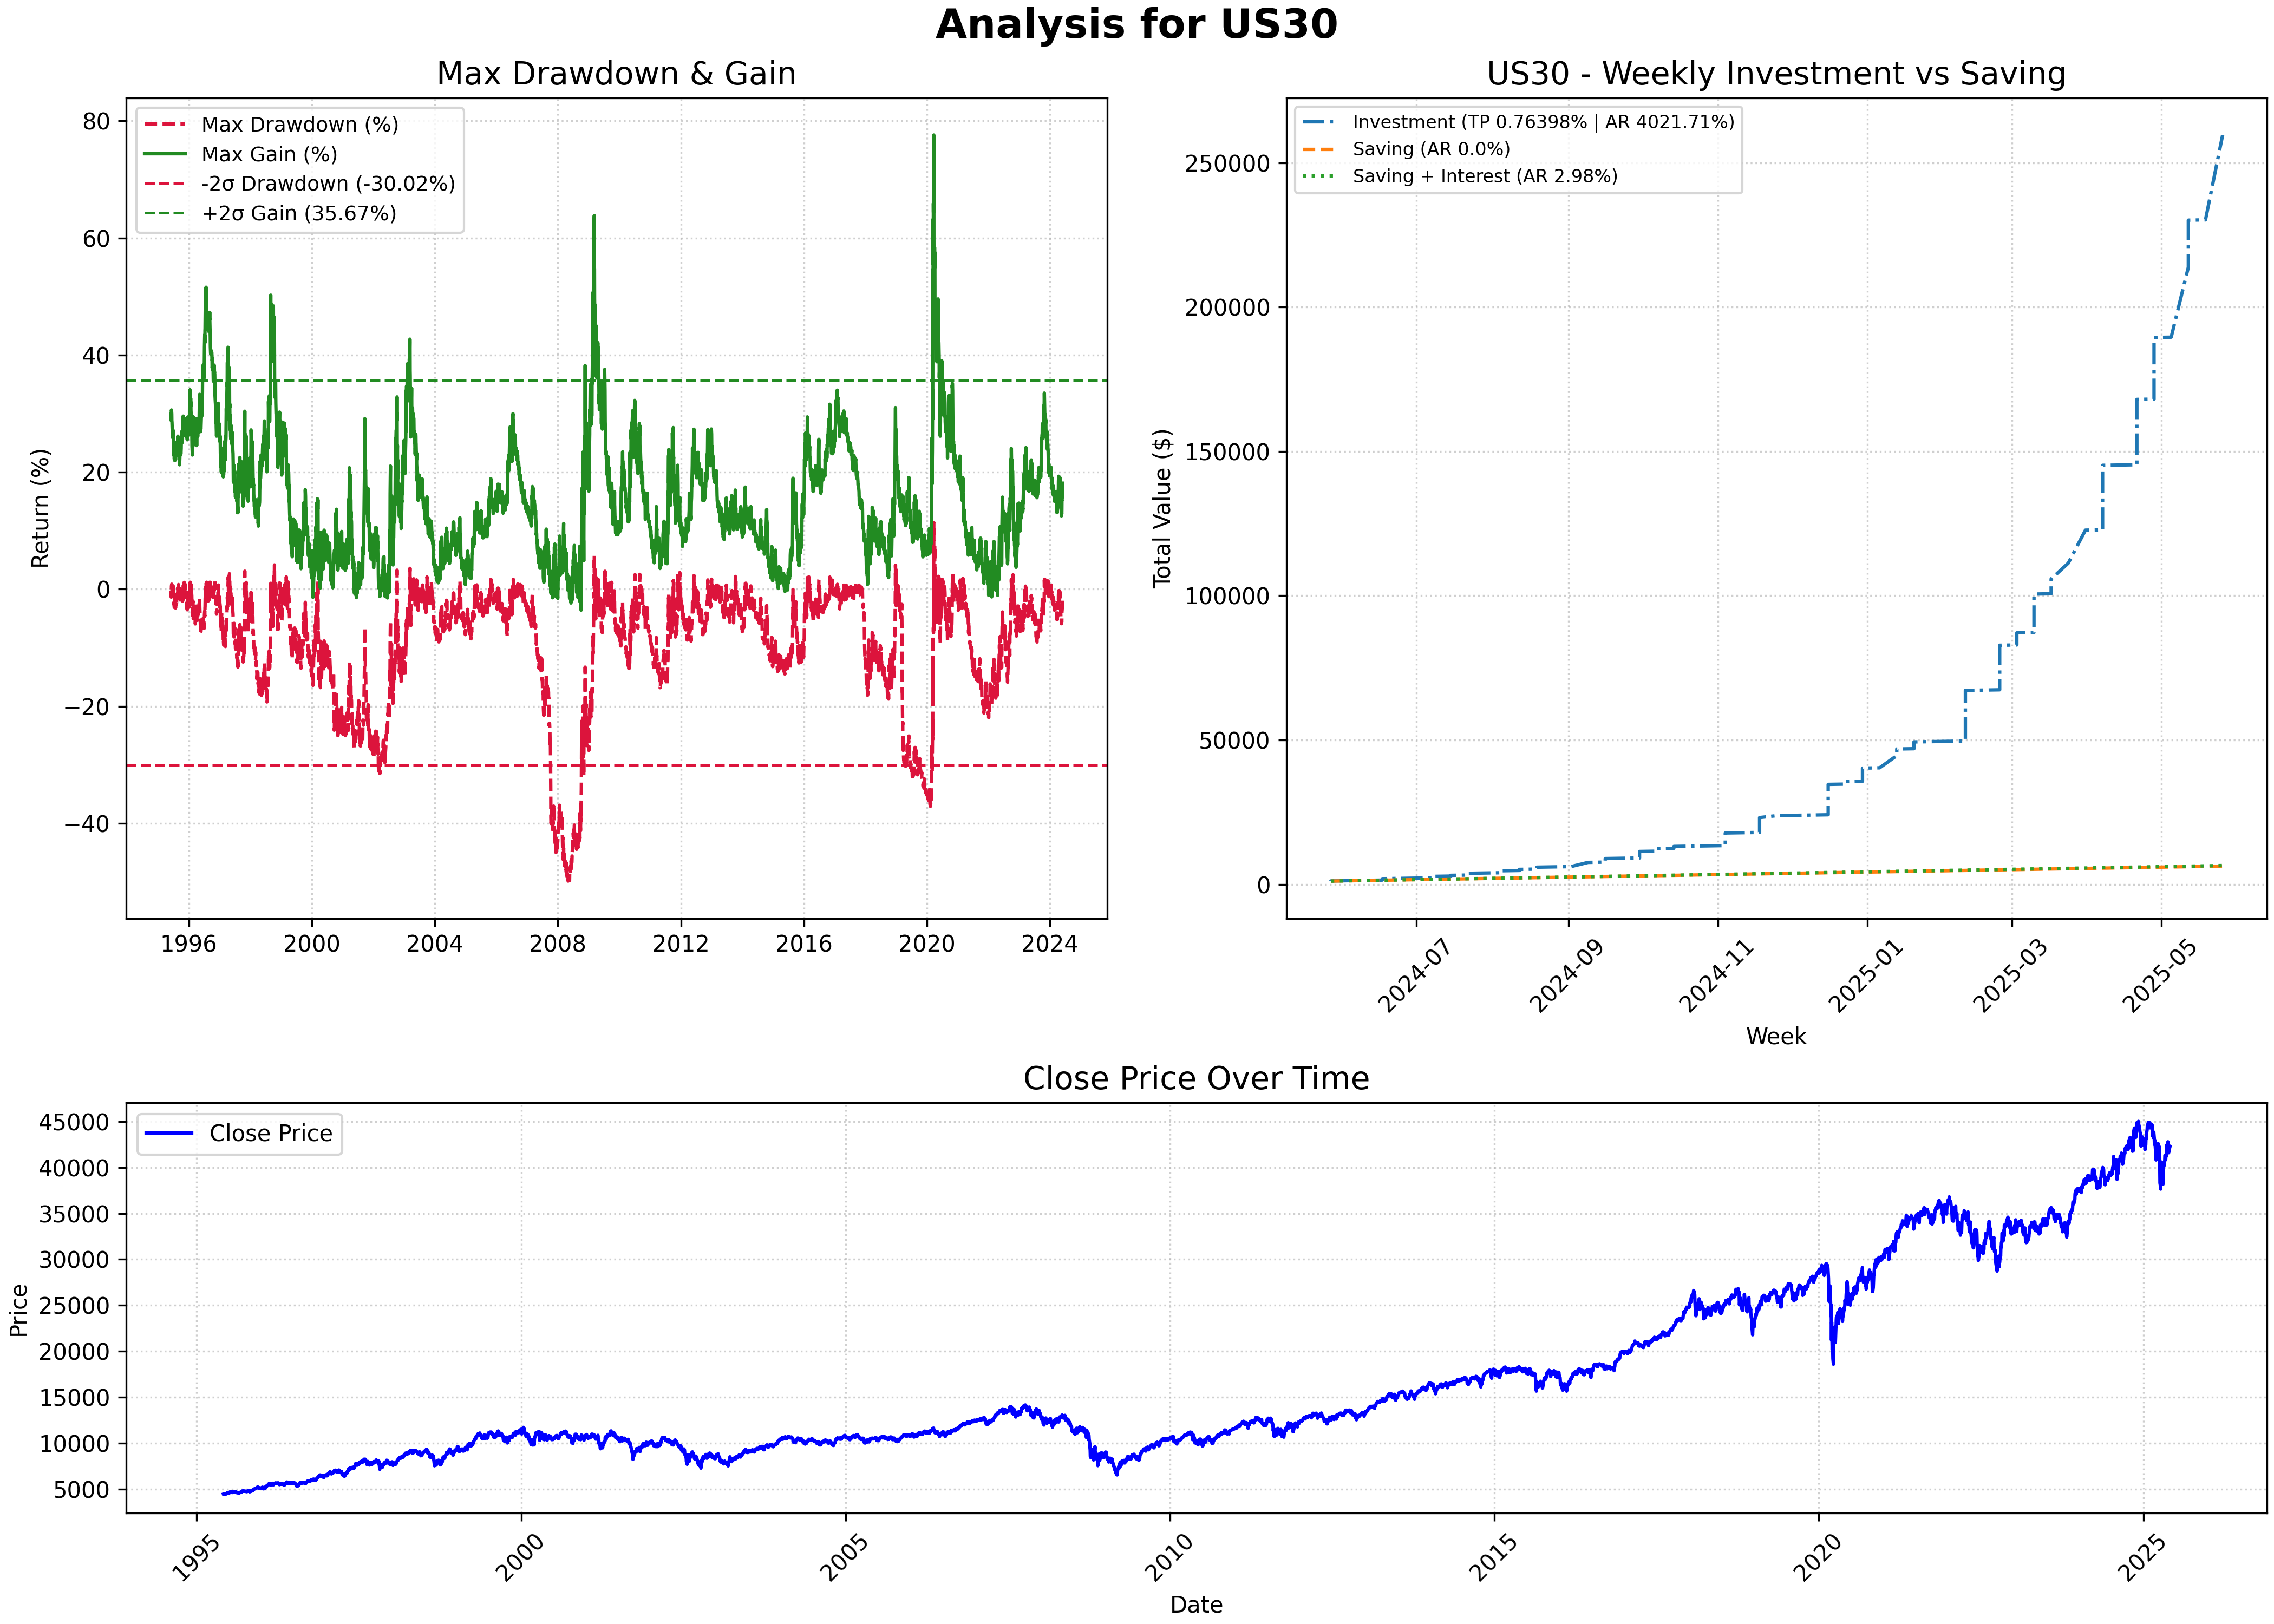 Analysis for US30
Max Drawdown & Gain
Max Drawdown (%)
Max Gain (%)
-2σ Drawdown (-30.02%)
+2σ Gain (35.67%)
Return (%)
80
60
40
20
0
−20
−40
1996 2000 2004 2008 2012 2016 2020 2024
US30 - Weekly Investment vs Saving
Investment (TP 0.76398% | AR 4021.71%)
Saving (AR 0.0%)
Saving + Interest (AR 2.98%)
Total Value ($)
250000
200000
150000
100000
50000
0
2024-07 2024-09 2024-11 2025-01 2025-03 2025-05
Week
Close Price Over Time
Close Price
Price
45000
40000
35000
30000
25000
20000
15000
10000
5000
1995 2000 2005 2010 2015 2020 2025
Date